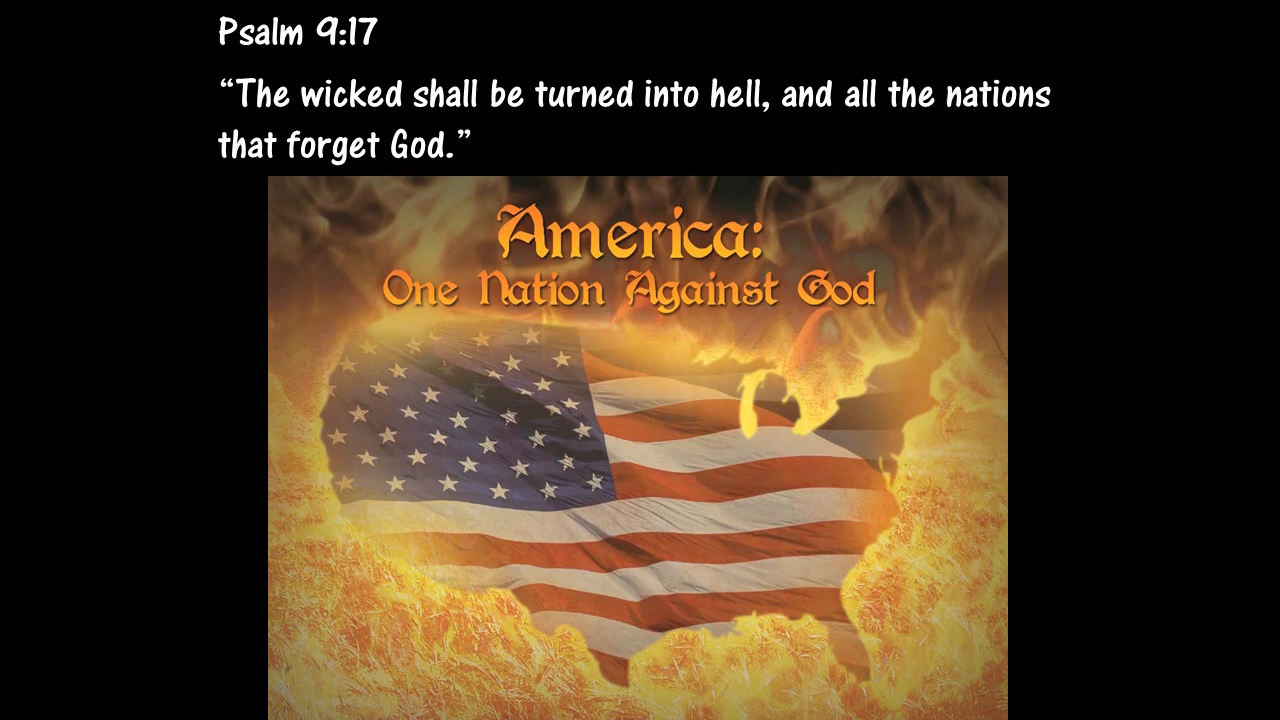 Psalm 9:17
“The wicked shall be turned into hell, and all the nations
that forget God.”
America:
One Nation Against God